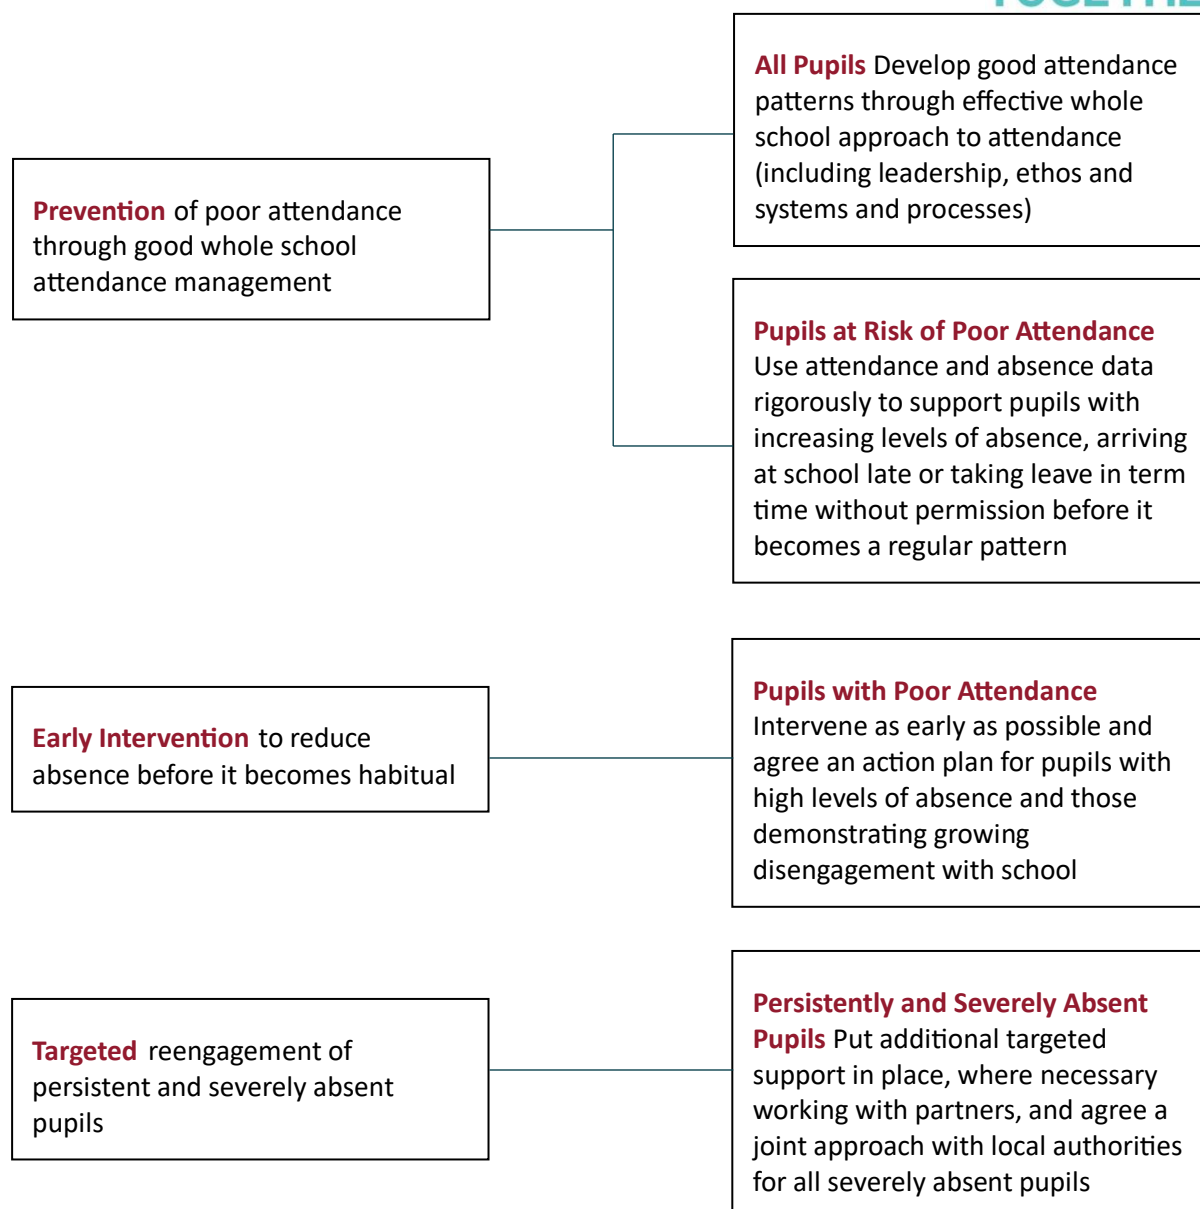 Prevention of poor attendance
through good whole school
attendance management
All Pupils Develop good attendance
patterns through effective whole
school approach to attendance
(including leadership, ethos and
systems and processes)
Pupils at Risk of Poor Attendance
Use attendance and absence data
rigorously to support pupils with
increasing levels of absence, arriving
at school late or taking leave in term
time without permission before it
becomes a regular pattern
Early Intervention to reduce
absence before it becomes habitual
Pupils with Poor Attendance
Intervene as early as possible and
agree an action plan for pupils with
high levels of absence and those
demonstrating growing
disengagement with school
Targeted reengagement of
persistent and severely absent
pupils
Persistently and Severely Absent
Pupils Put additional targeted
support in place, where necessary
working with partners, and agree a
joint approach with local authorities
for all severely absent pupils